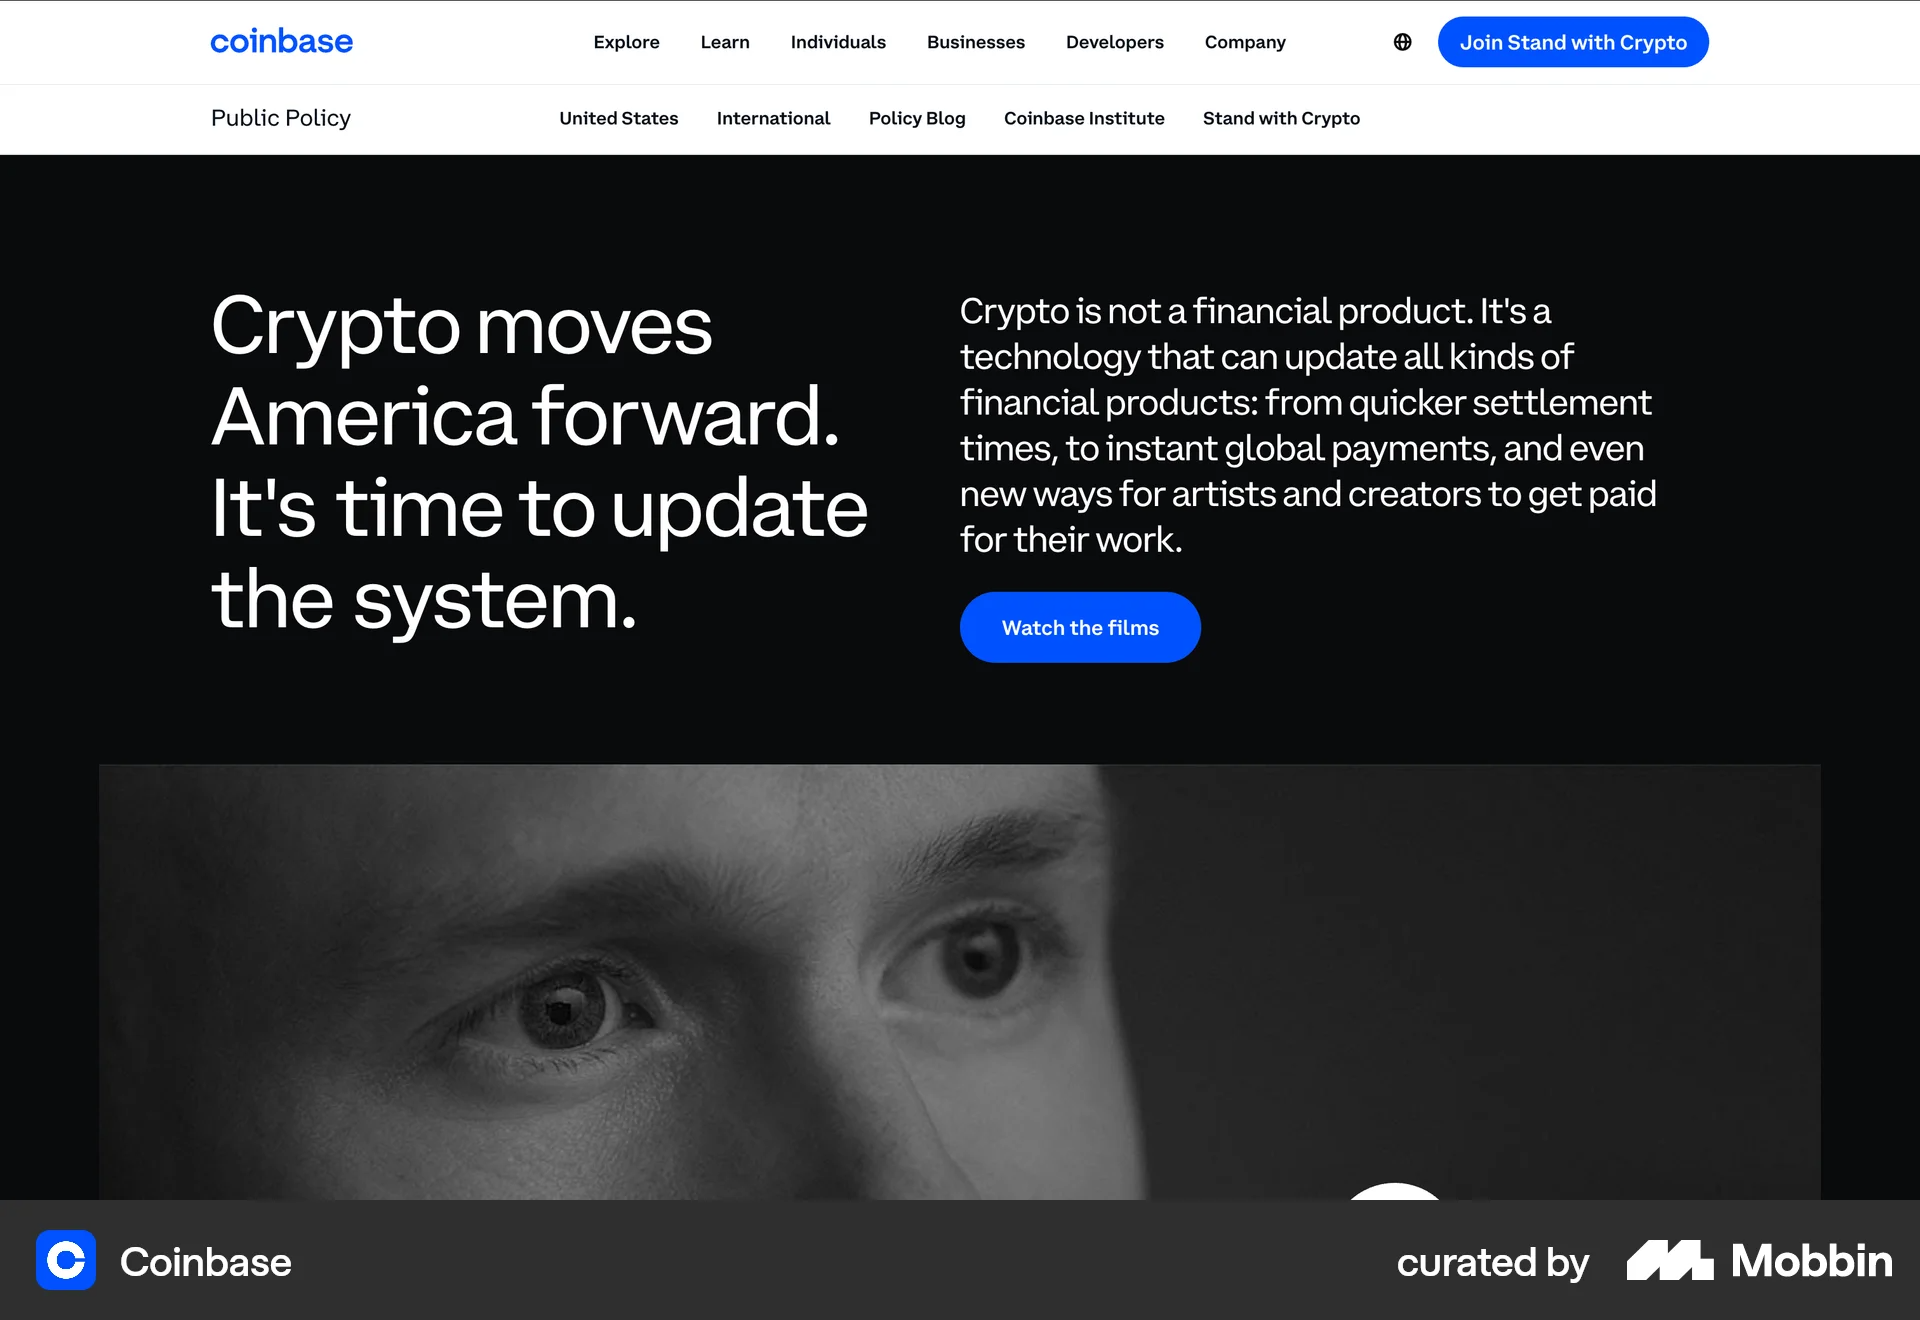 coinbase
Explore
Learn
Individuals
Businesses
Developers
Company
Join Stand with Crypto
Public Policy
United States
International
Policy Blog
Coinbase Institute
Stand with Crypto
Crypto moves
America forward.
It's time to update
the system.
Crypto is not a financial product. It's a
technology that can update all kinds of
financial products: from quicker settlement
times, to instant global payments, and even
new ways for artists and creators to get paid
for their work.
Watch the films
Coinbase
curated by
Mobbin